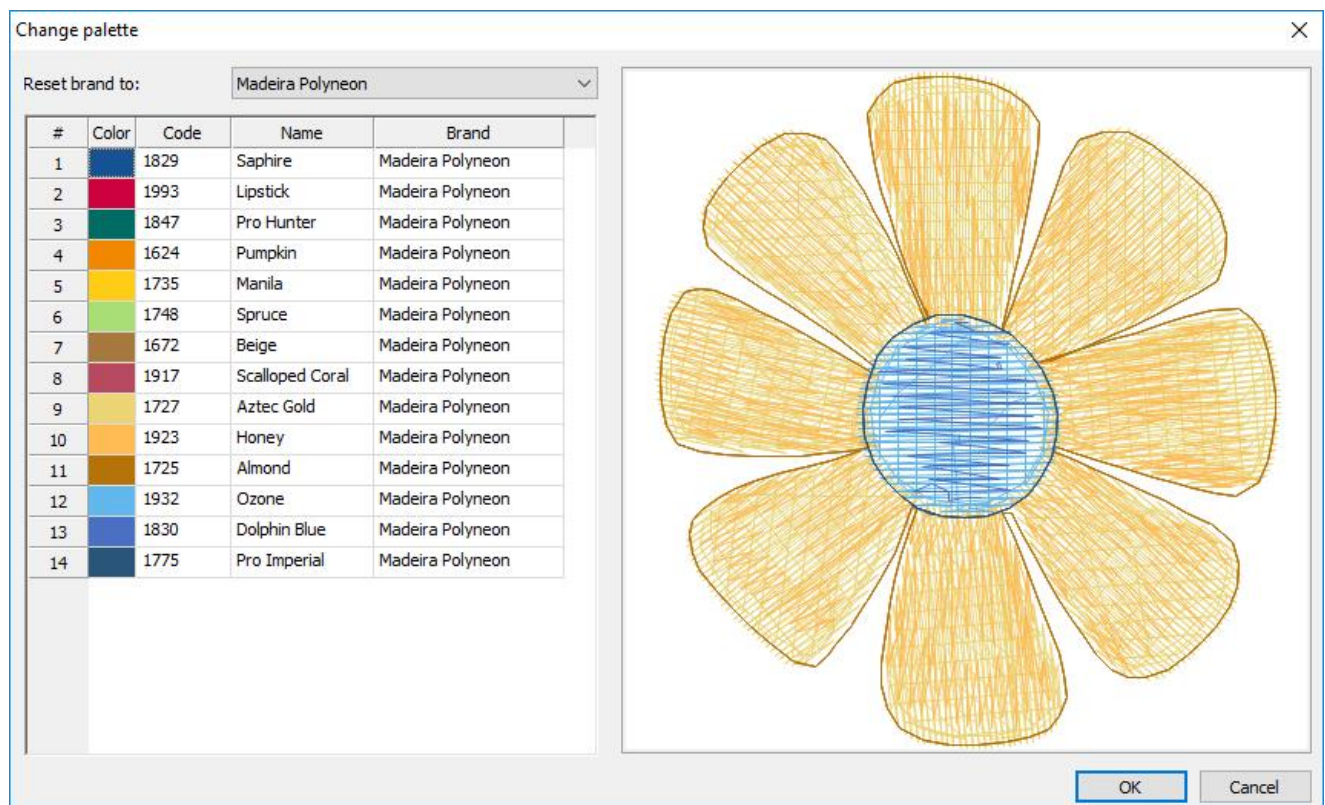 Change palette
Reset brand to: Madeira Polyneon
# Color Code Name Brand
1 1829 Saphire Madeira Polyneon
2 1993 Lipstick Madeira Polyneon
3 1847 Pro Hunter Madeira Polyneon
4 1624 Pumpkin Madeira Polyneon
5 1735 Manila Madeira Polyneon
6 1748 Spruce Madeira Polyneon
7 1672 Beige Madeira Polyneon
8 1917 Scalloped Coral Madeira Polyneon
9 1727 Aztec Gold Madeira Polyneon
10 1923 Honey Madeira Polyneon
11 1725 Almond Madeira Polyneon
12 1932 Ozone Madeira Polyneon
13 1830 Dolphin Blue Madeira Polyneon
14 1775 Pro Imperial Madeira Polyneon
OK Cancel